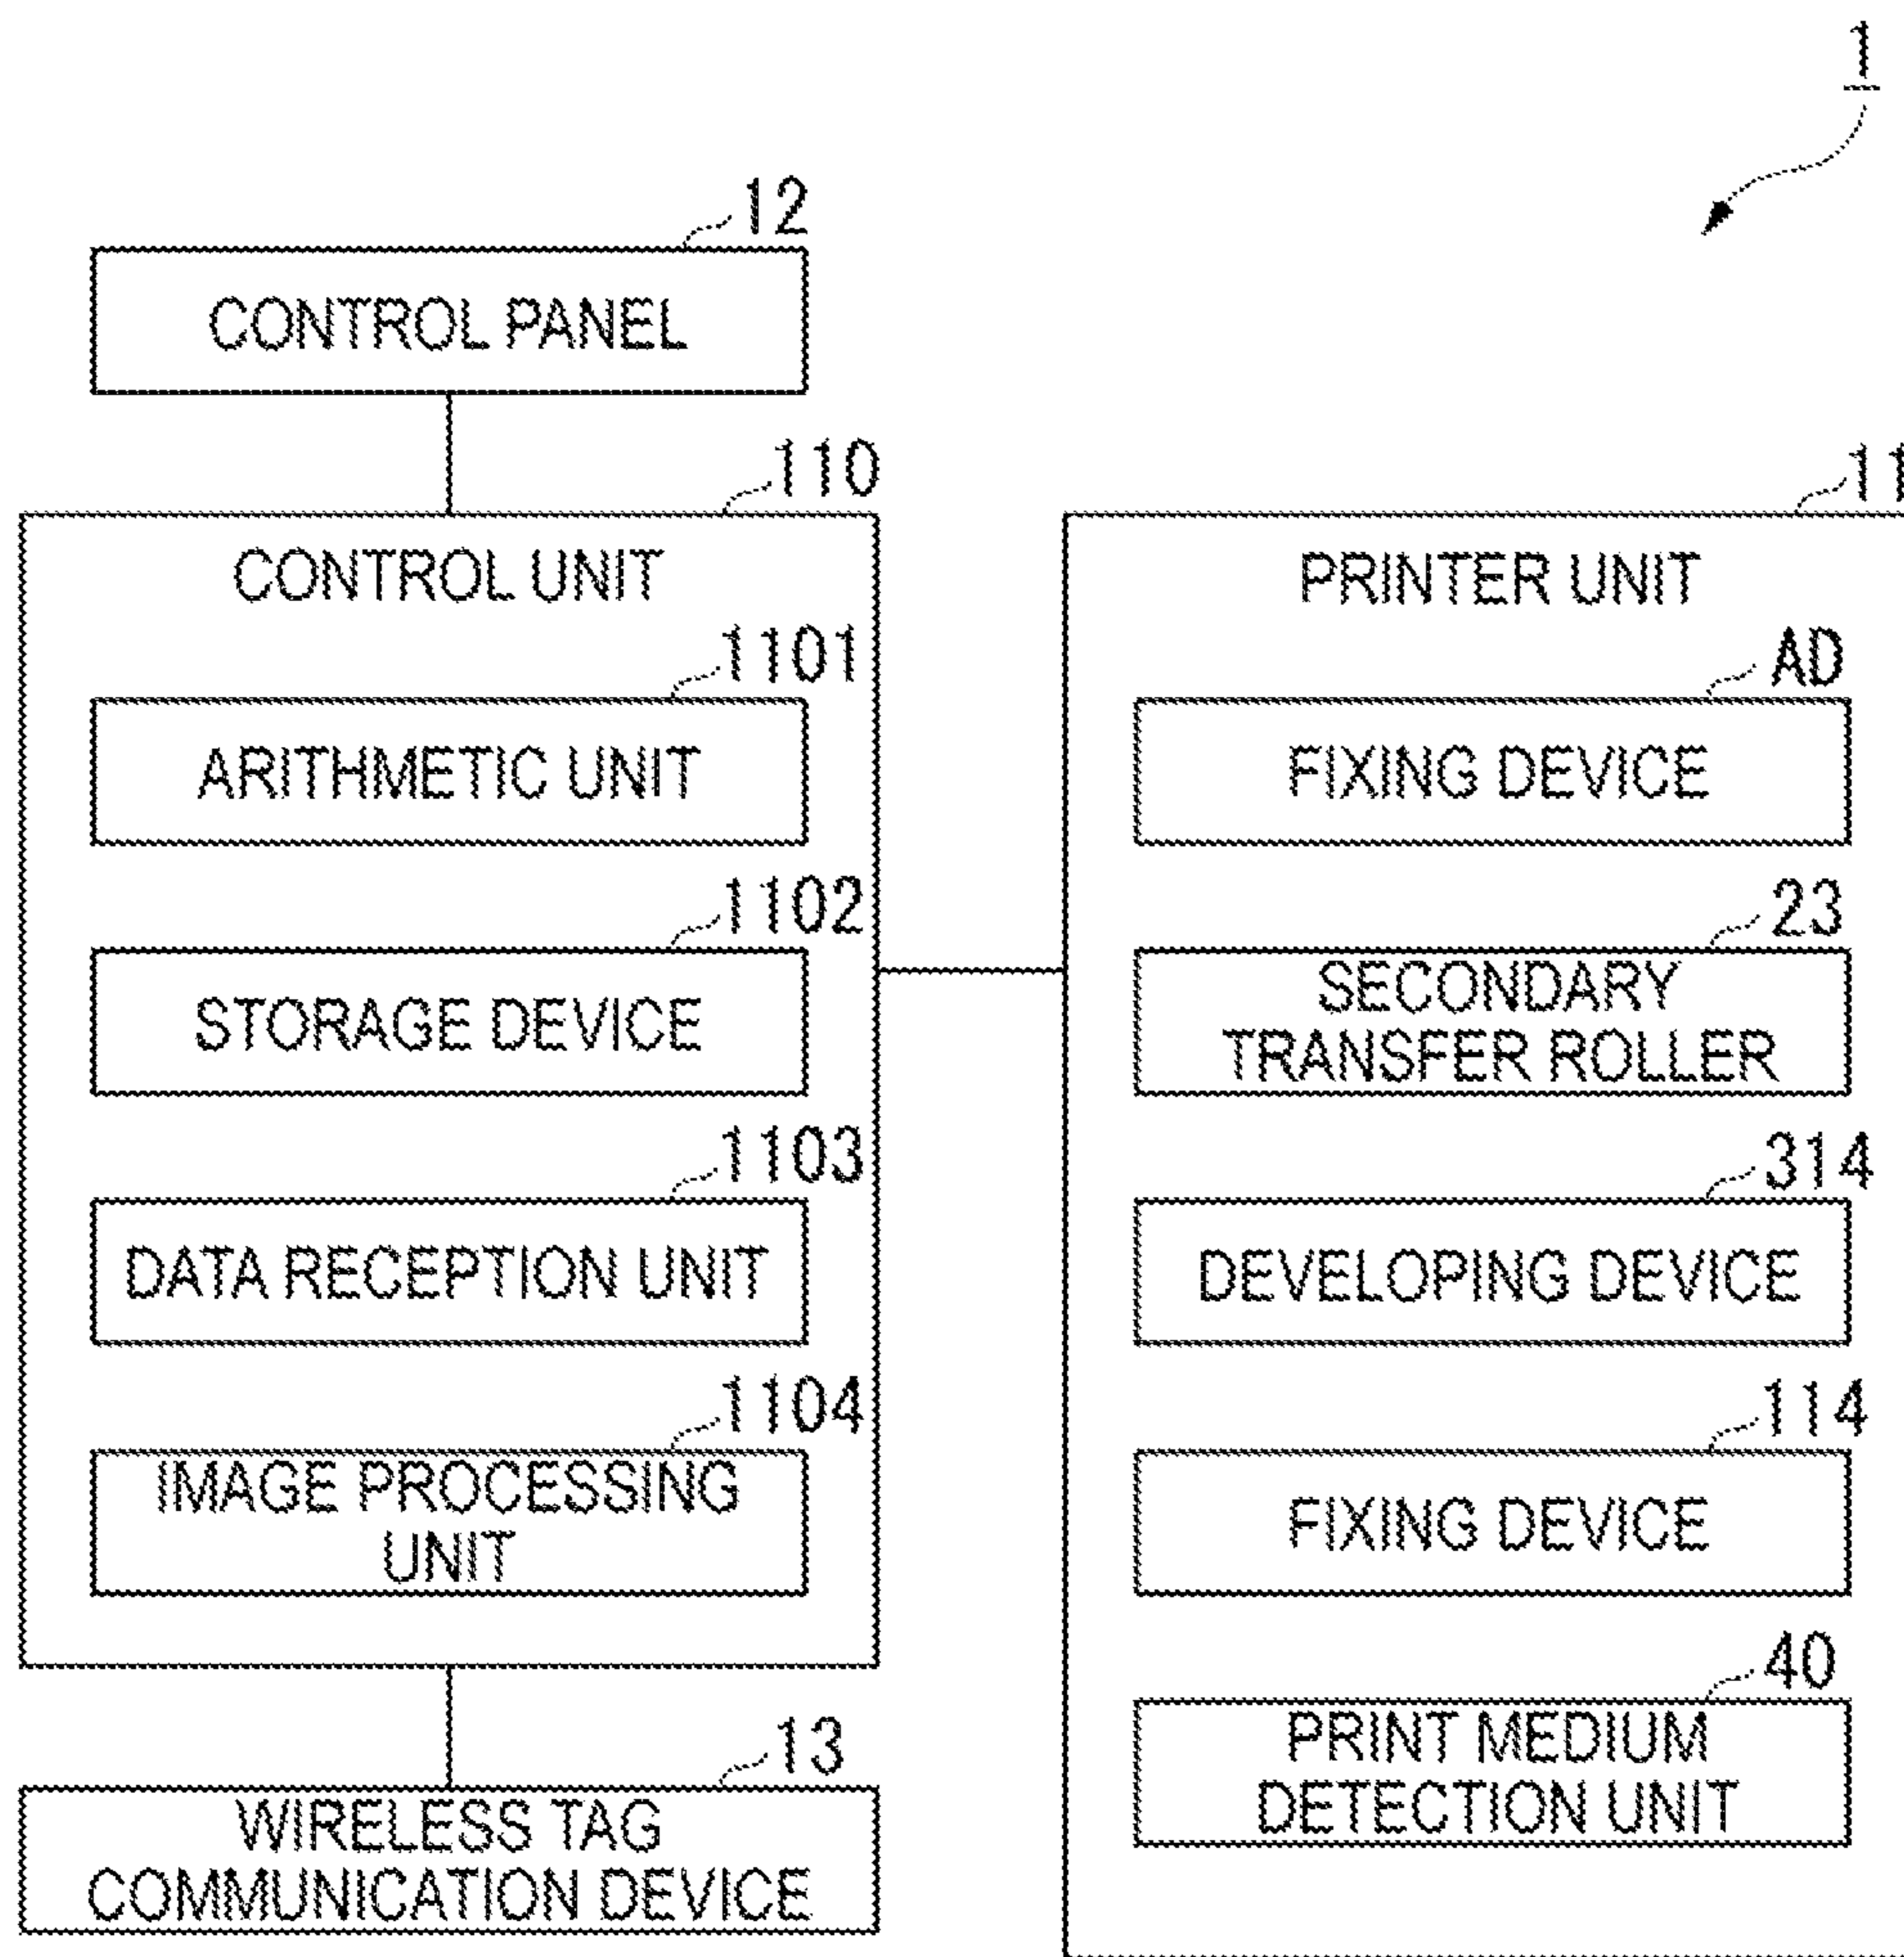 1
12
CONTROL PANEL
110
CONTROL UNIT
1101
ARITHMETIC UNIT
1102
STORAGE DEVICE
1103
DATA RECEPTION UNIT
1104
IMAGE PROCESSING
UNIT
13
WIRELESS TAG
COMMUNICATION DEVICE
11
PRINTER UNIT
AD
FIXING DEVICE
23
SECONDARY
TRANSFER ROLLER
314
DEVELOPING DEVICE
114
FIXING DEVICE
40
PRINT MEDIUM
DETECTION UNIT